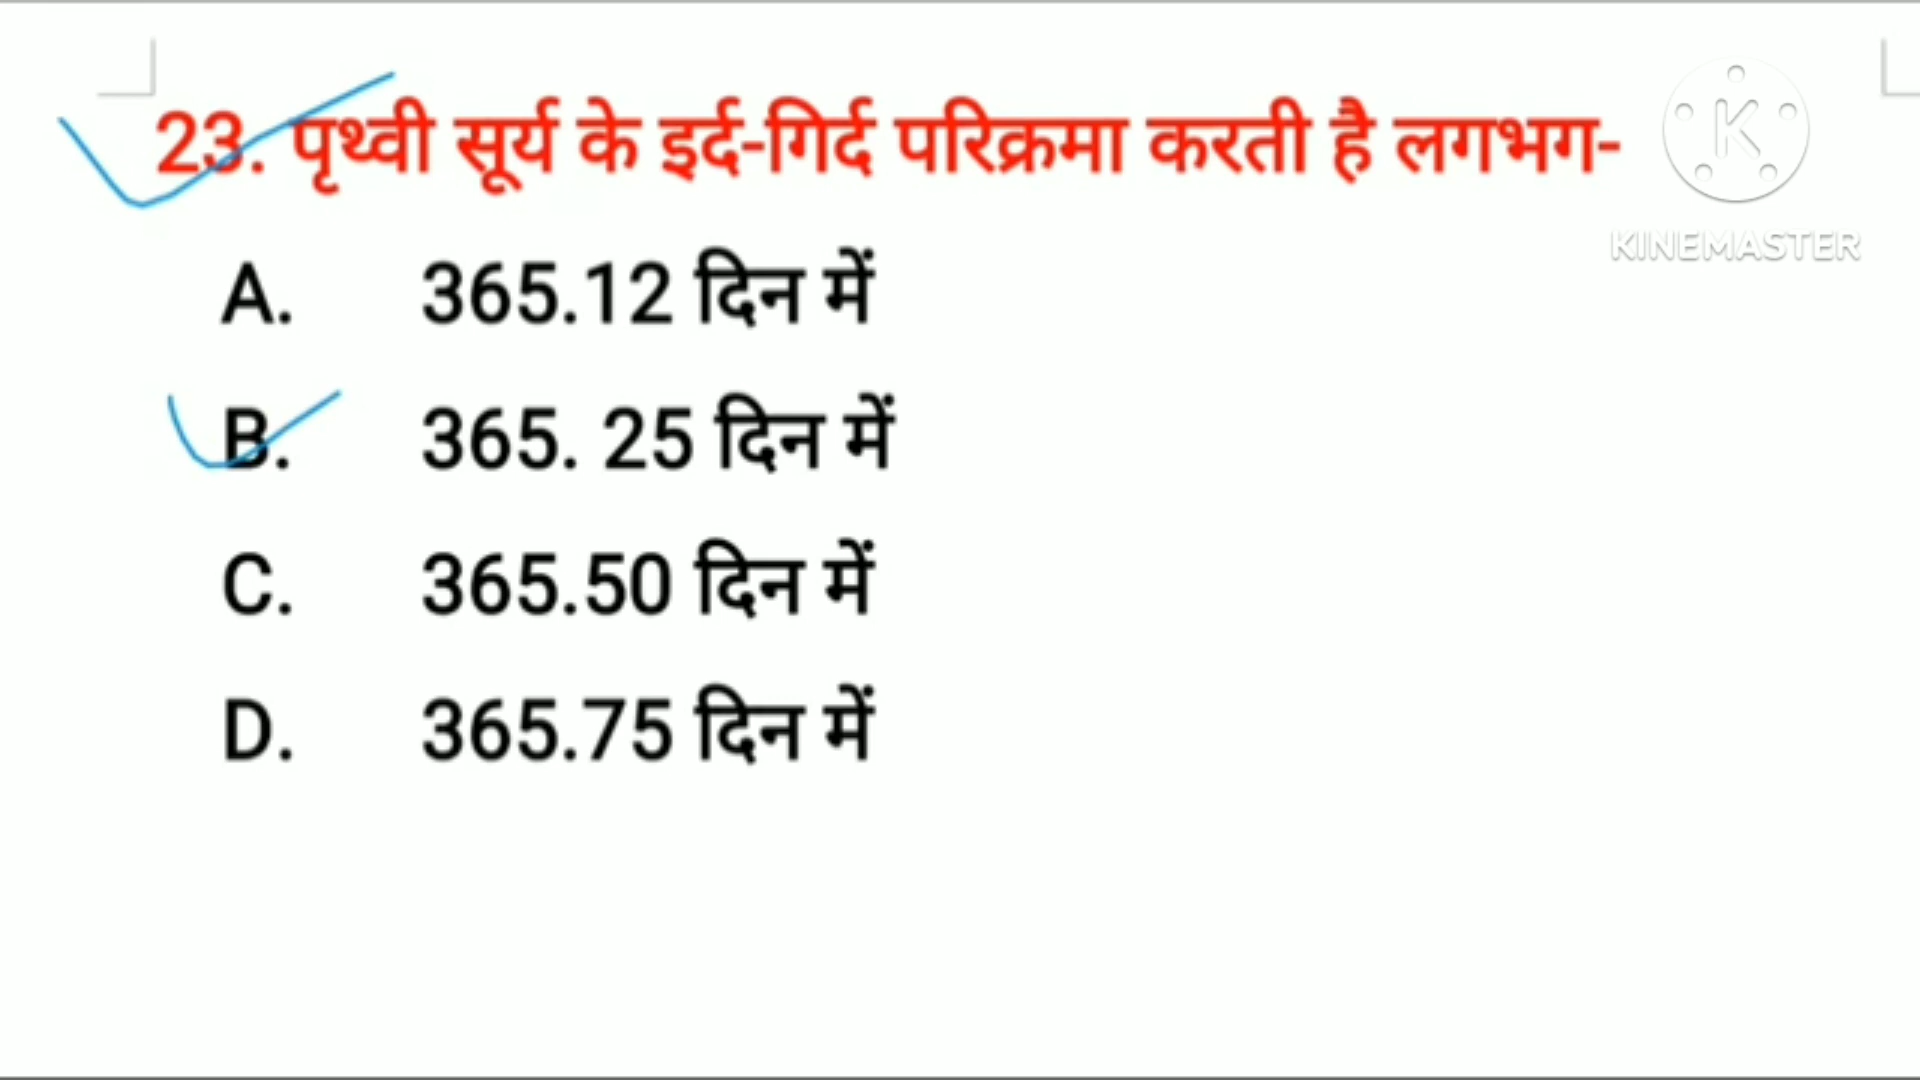 23. पृथ्वी सूर्य के इर्द-गिर्द परिक्रमा करती है लगभग-
K
KINEMASTER
A. 365.12 दिन में
B. 365. 25 दिन में
C. 365.50 दिन में
D. 365.75 दिन में